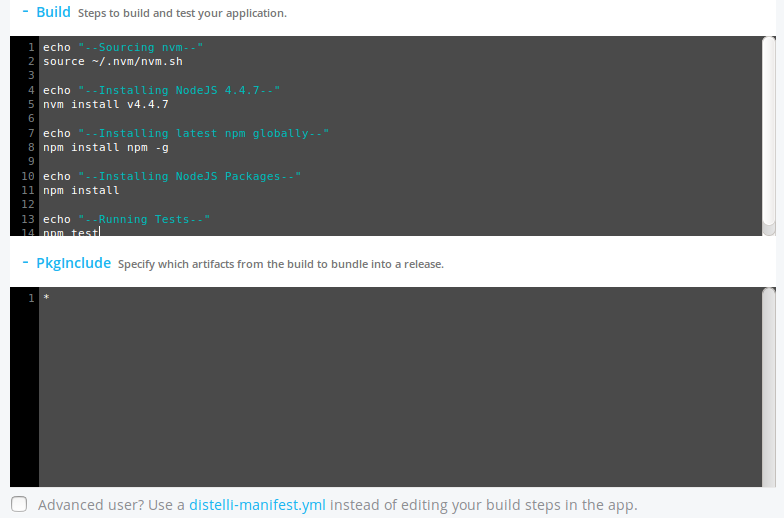 - Build Steps to build and test your application.
1 echo "--Sourcing nvm--"
2 source ~/.nvm/nvm.sh
3
4 echo "--Installing NodeJS 4.4.7--"
5 nvm install v4.4.7
6
7 echo "--Installing latest npm globally--"
8 npm install npm -g
9
10 echo "--Installing NodeJS Packages--"
11 npm install
12
13 echo "--Running Tests--"
14 npm test
- PkgInclude Specify which artifacts from the build to bundle into a release.
1 *
Advanced user? Use a distelli-manifest.yml instead of editing your build steps in the app.